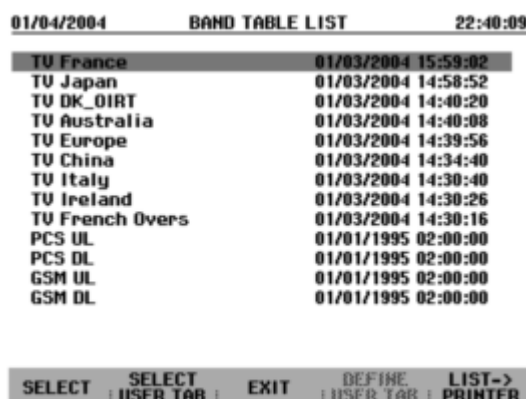 01/04/2004 BAND TABLE LIST 22:40:09
TV France 01/03/2004 15:59:02
TV Japan 01/03/2004 14:58:52
TV DK_OIRT 01/03/2004 14:40:20
TV Australia 01/03/2004 14:40:08
TV Europe 01/03/2004 14:39:56
TV China 01/03/2004 14:34:40
TV Italy 01/03/2004 14:30:40
TV Ireland 01/03/2004 14:30:26
TV French Overs 01/03/2004 14:30:16
PCS UL 01/01/1995 02:00:00
PCS DL 01/01/1995 02:00:00
GSM UL 01/01/1995 02:00:00
GSM DL 01/01/1995 02:00:00
SELECT SELECT USER TAB EXIT DEFINE USER TAB LIST-> PRINTER